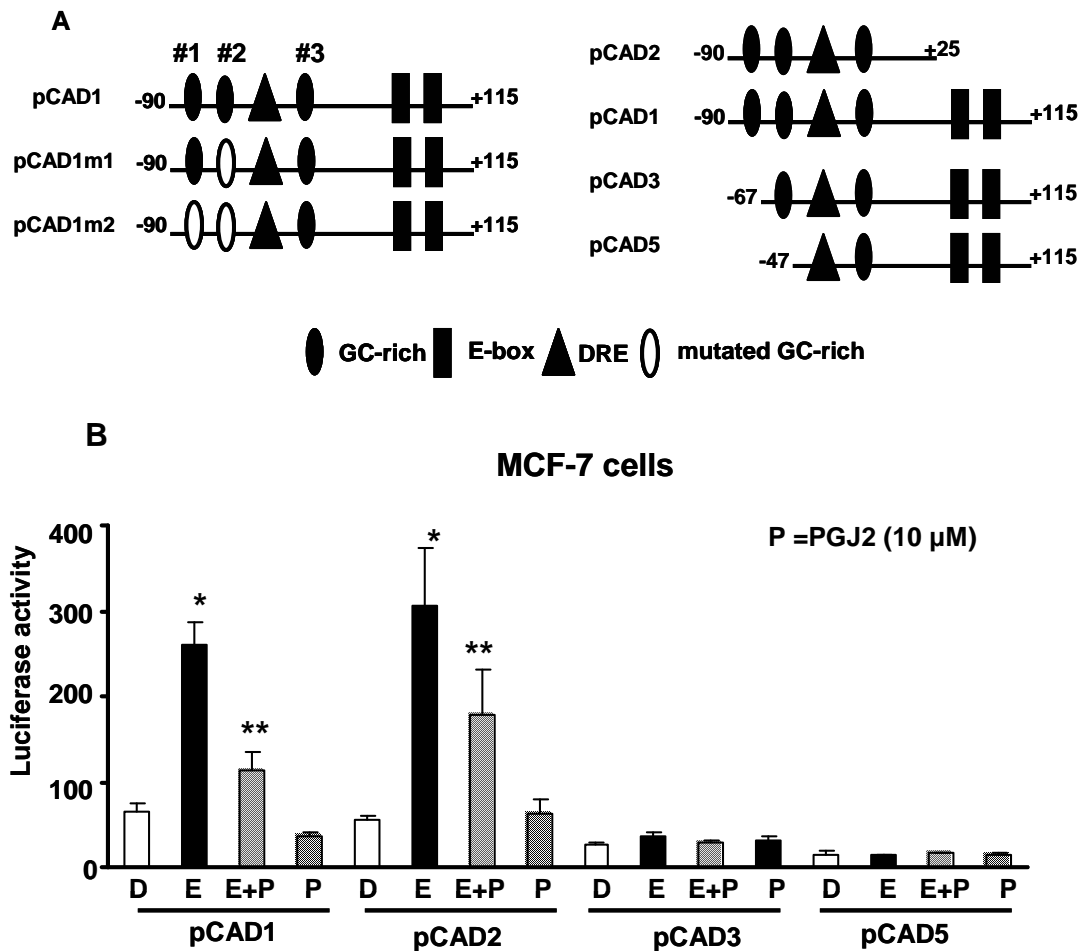 A
#1 #2 #3
pCAD1 -90 +115
pCAD1m1 -90 +115
pCAD1m2 -90 +115
pCAD2 -90 +25
pCAD1 -90 +115
pCAD3 -67 +115
pCAD5 -47 +115
GC-rich E-box DRE mutated GC-rich
B
MCF-7 cells
P =PGJ2 (10 µM)
Luciferase activity
400
300
200
100
0
*
**
*
**
D E E+P P D E E+P P D E E+P P D E E+P P
pCAD1 pCAD2 pCAD3 pCAD5